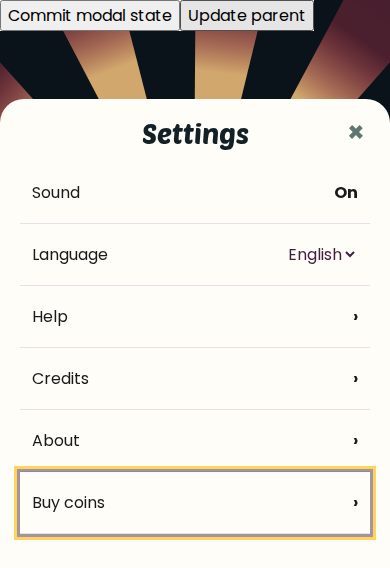 Commit modal state Update parent
Settings ✖
Sound On
Language English
Help ›
Credits ›
About ›
Buy coins ›